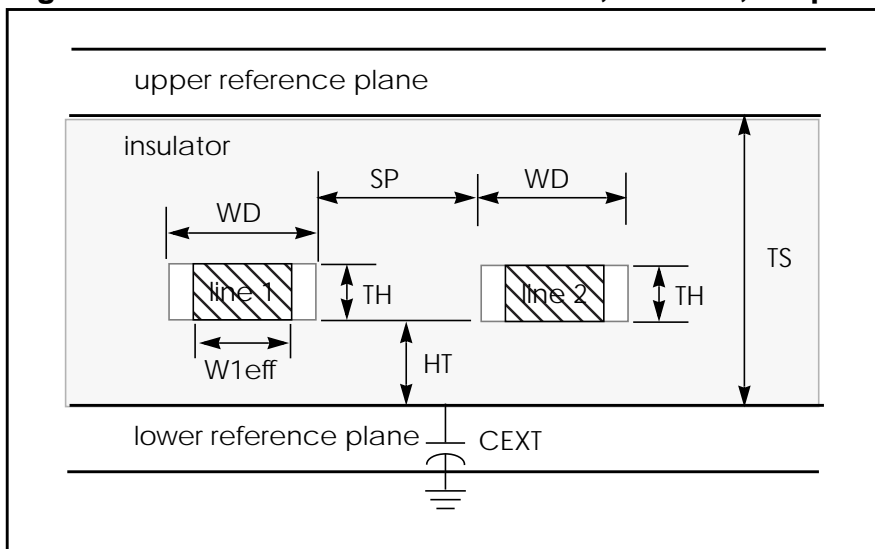 upper reference plane
insulator
SP
WD
WD
TS
line 1
TH
line 2
TH
W1eff
HT
lower reference plane
CEXT